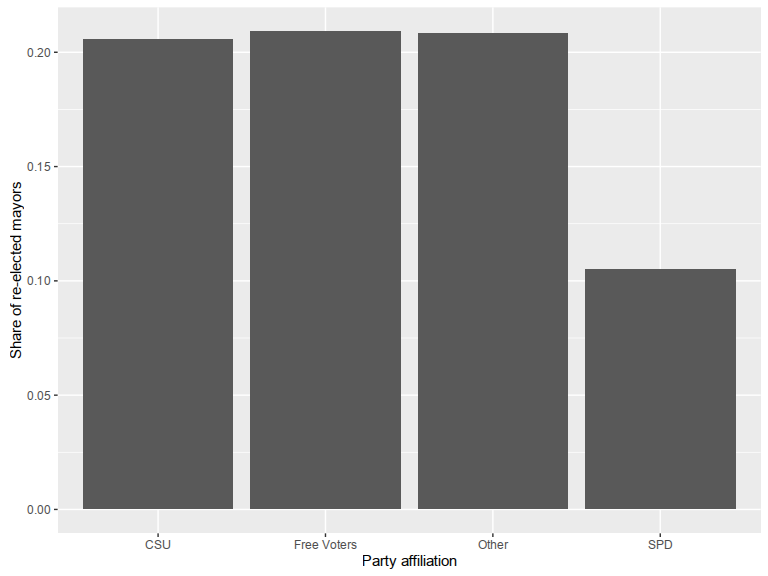 Share of re-elected mayors
0.20
0.15
0.10
0.05
0.00
CSU Free Voters Other SPD
Party affiliation